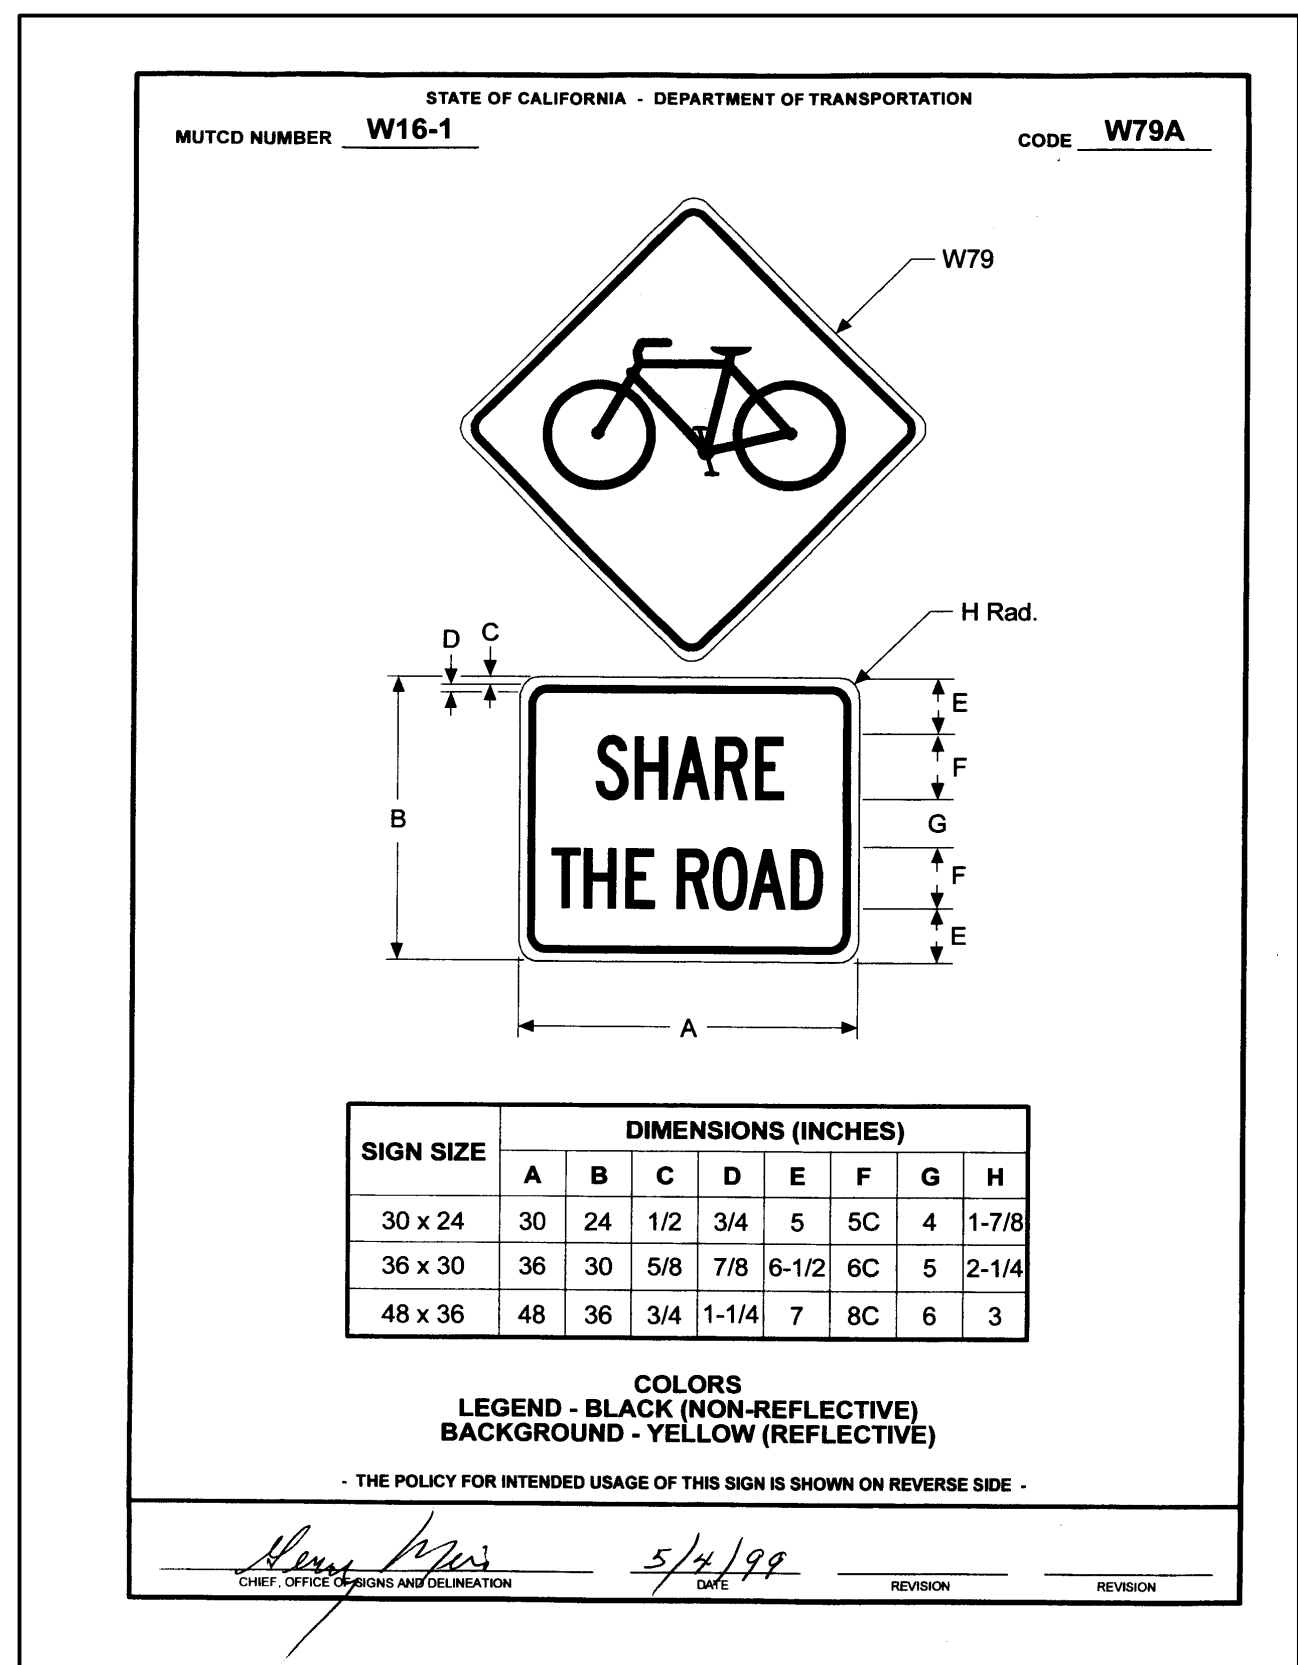 STATE OF CALIFORNIA - DEPARTMENT OF TRANSPORTATION
MUTCD NUMBER W16-1 CODE W79A
W79
H Rad.
D C
E
F
B
G
F
E
SHARE
THE ROAD
A
SIGN SIZE DIMENSIONS (INCHES)
A B C D E F G H
30 x 24 30 24 1/2 3/4 5 5C 4 1-7/8
36 x 30 36 30 5/8 7/8 6-1/2 6C 5 2-1/4
48 x 36 48 36 3/4 1-1/4 7 8C 6 3
COLORS
LEGEND - BLACK (NON-REFLECTIVE)
BACKGROUND - YELLOW (REFLECTIVE)
- THE POLICY FOR INTENDED USAGE OF THIS SIGN IS SHOWN ON REVERSE SIDE -
5/4/99
CHIEF, OFFICE OF SIGNS AND DELINEATION DATE REVISION REVISION